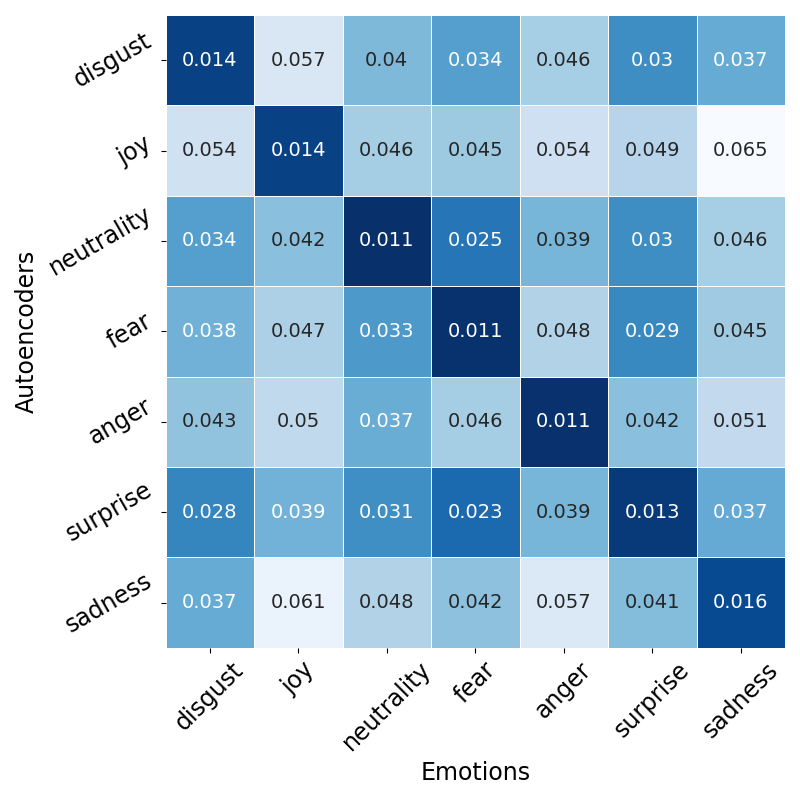 disgust 0.014 0.057 0.04 0.034 0.046 0.03 0.037
joy 0.054 0.014 0.046 0.045 0.054 0.049 0.065
neutrality 0.034 0.042 0.011 0.025 0.039 0.03 0.046
fear 0.038 0.047 0.033 0.011 0.048 0.029 0.045
anger 0.043 0.05 0.037 0.046 0.011 0.042 0.051
surprise 0.028 0.039 0.031 0.023 0.039 0.013 0.037
sadness 0.037 0.061 0.048 0.042 0.057 0.041 0.016
Autoencoders
disgust joy neutrality fear anger surprise sadness
Emotions